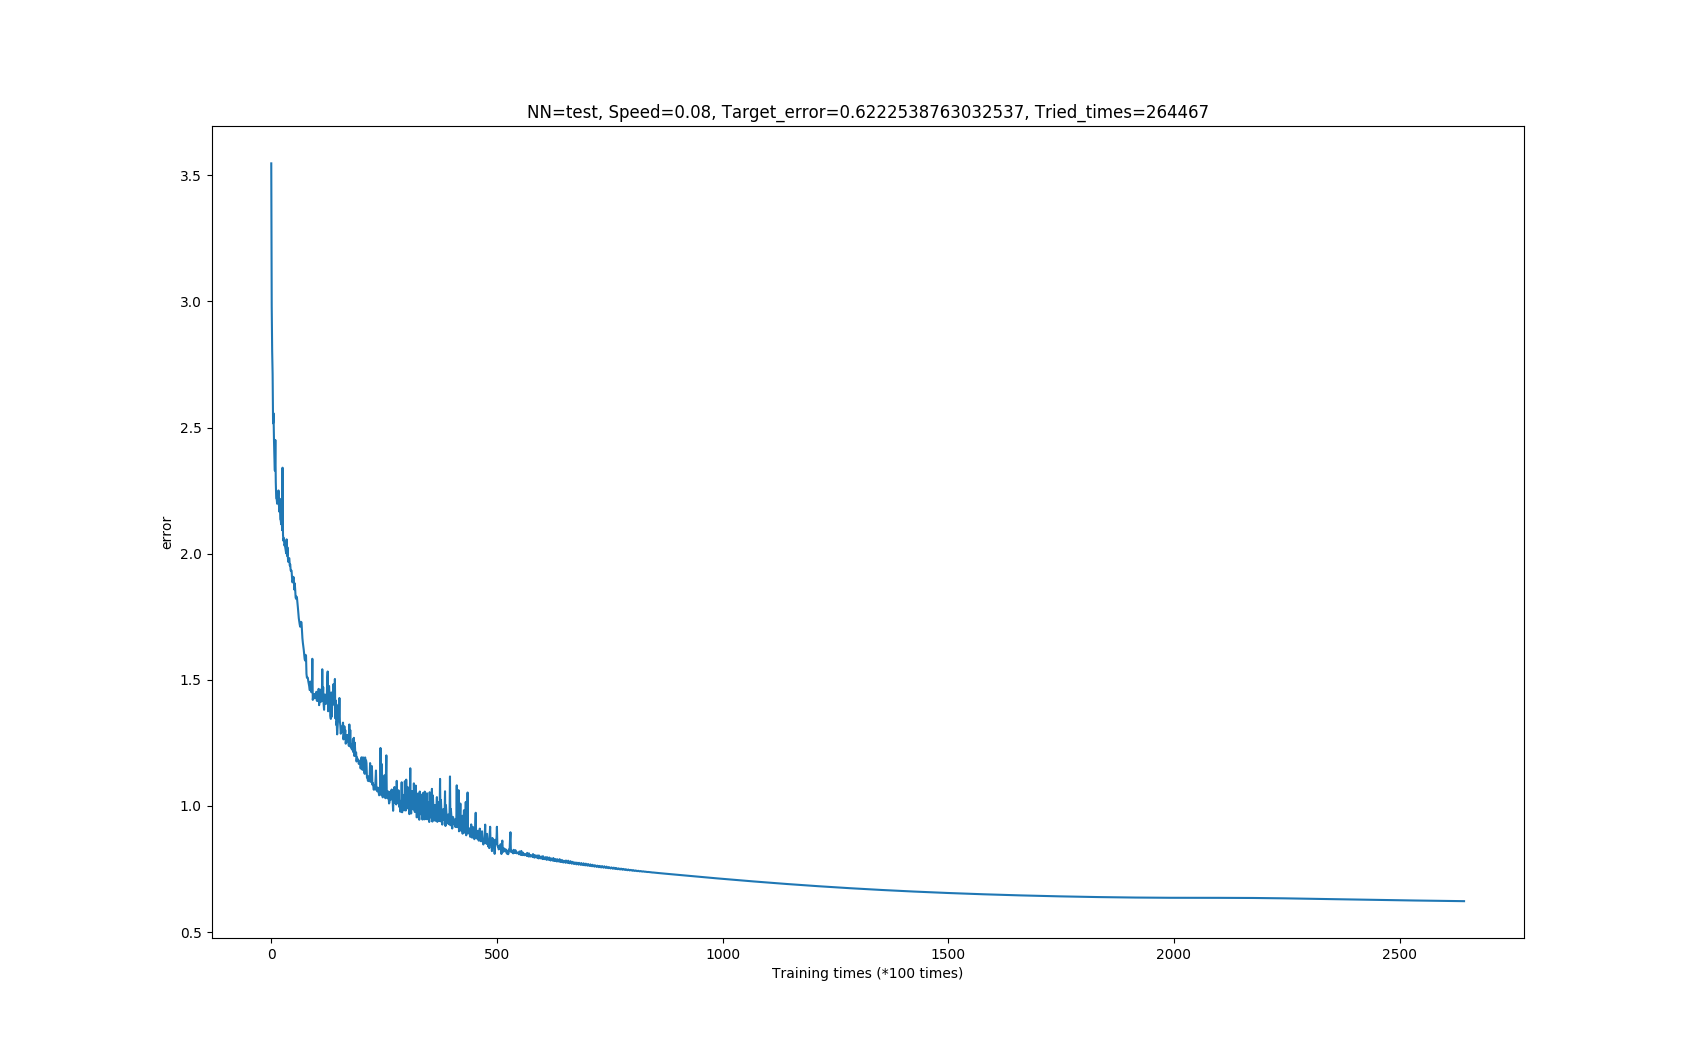 NN=test, Speed=0.08, Target_error=0.6222538763032537, Tried_times=264467
3.5
3.0
2.5
2.0
1.5
1.0
0.5
error
0 500 1000 1500 2000 2500
Training times (*100 times)